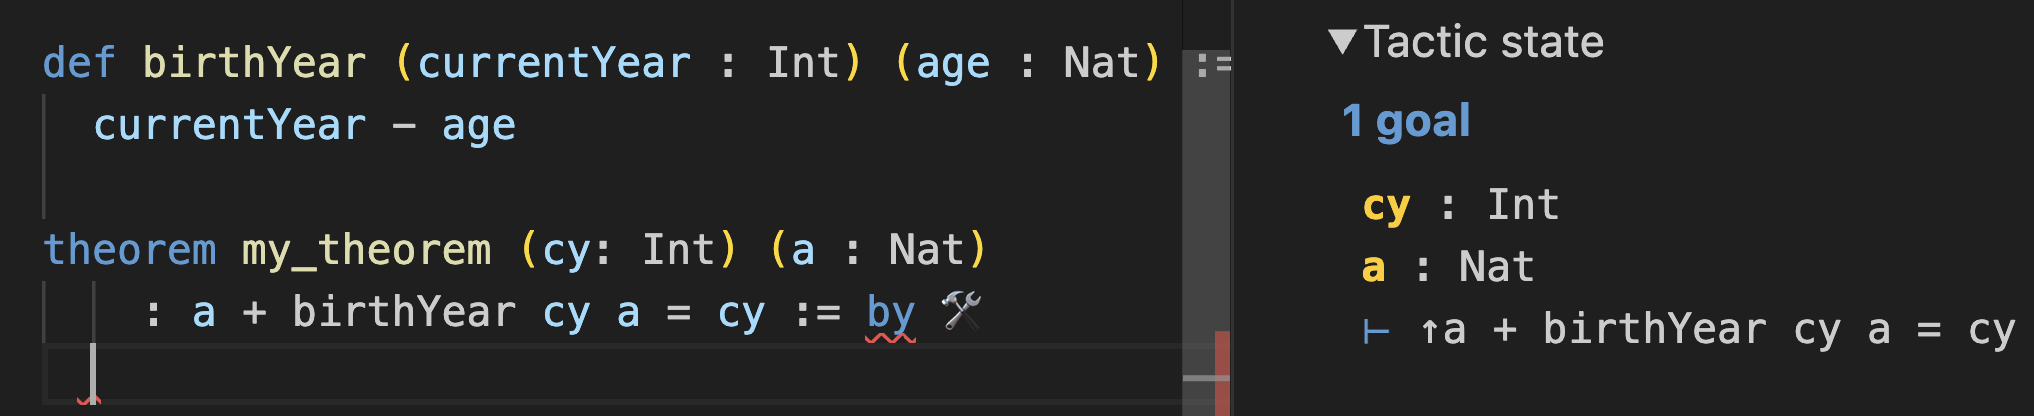 def birthYear (currentYear : Int) (age : Nat) :=
currentYear - age
theorem my_theorem (cy: Int) (a : Nat)
: a + birthYear cy a = cy := by 🛠
▼Tactic state
1 goal
cy : Int
a : Nat
⊢ ↑a + birthYear cy a = cy